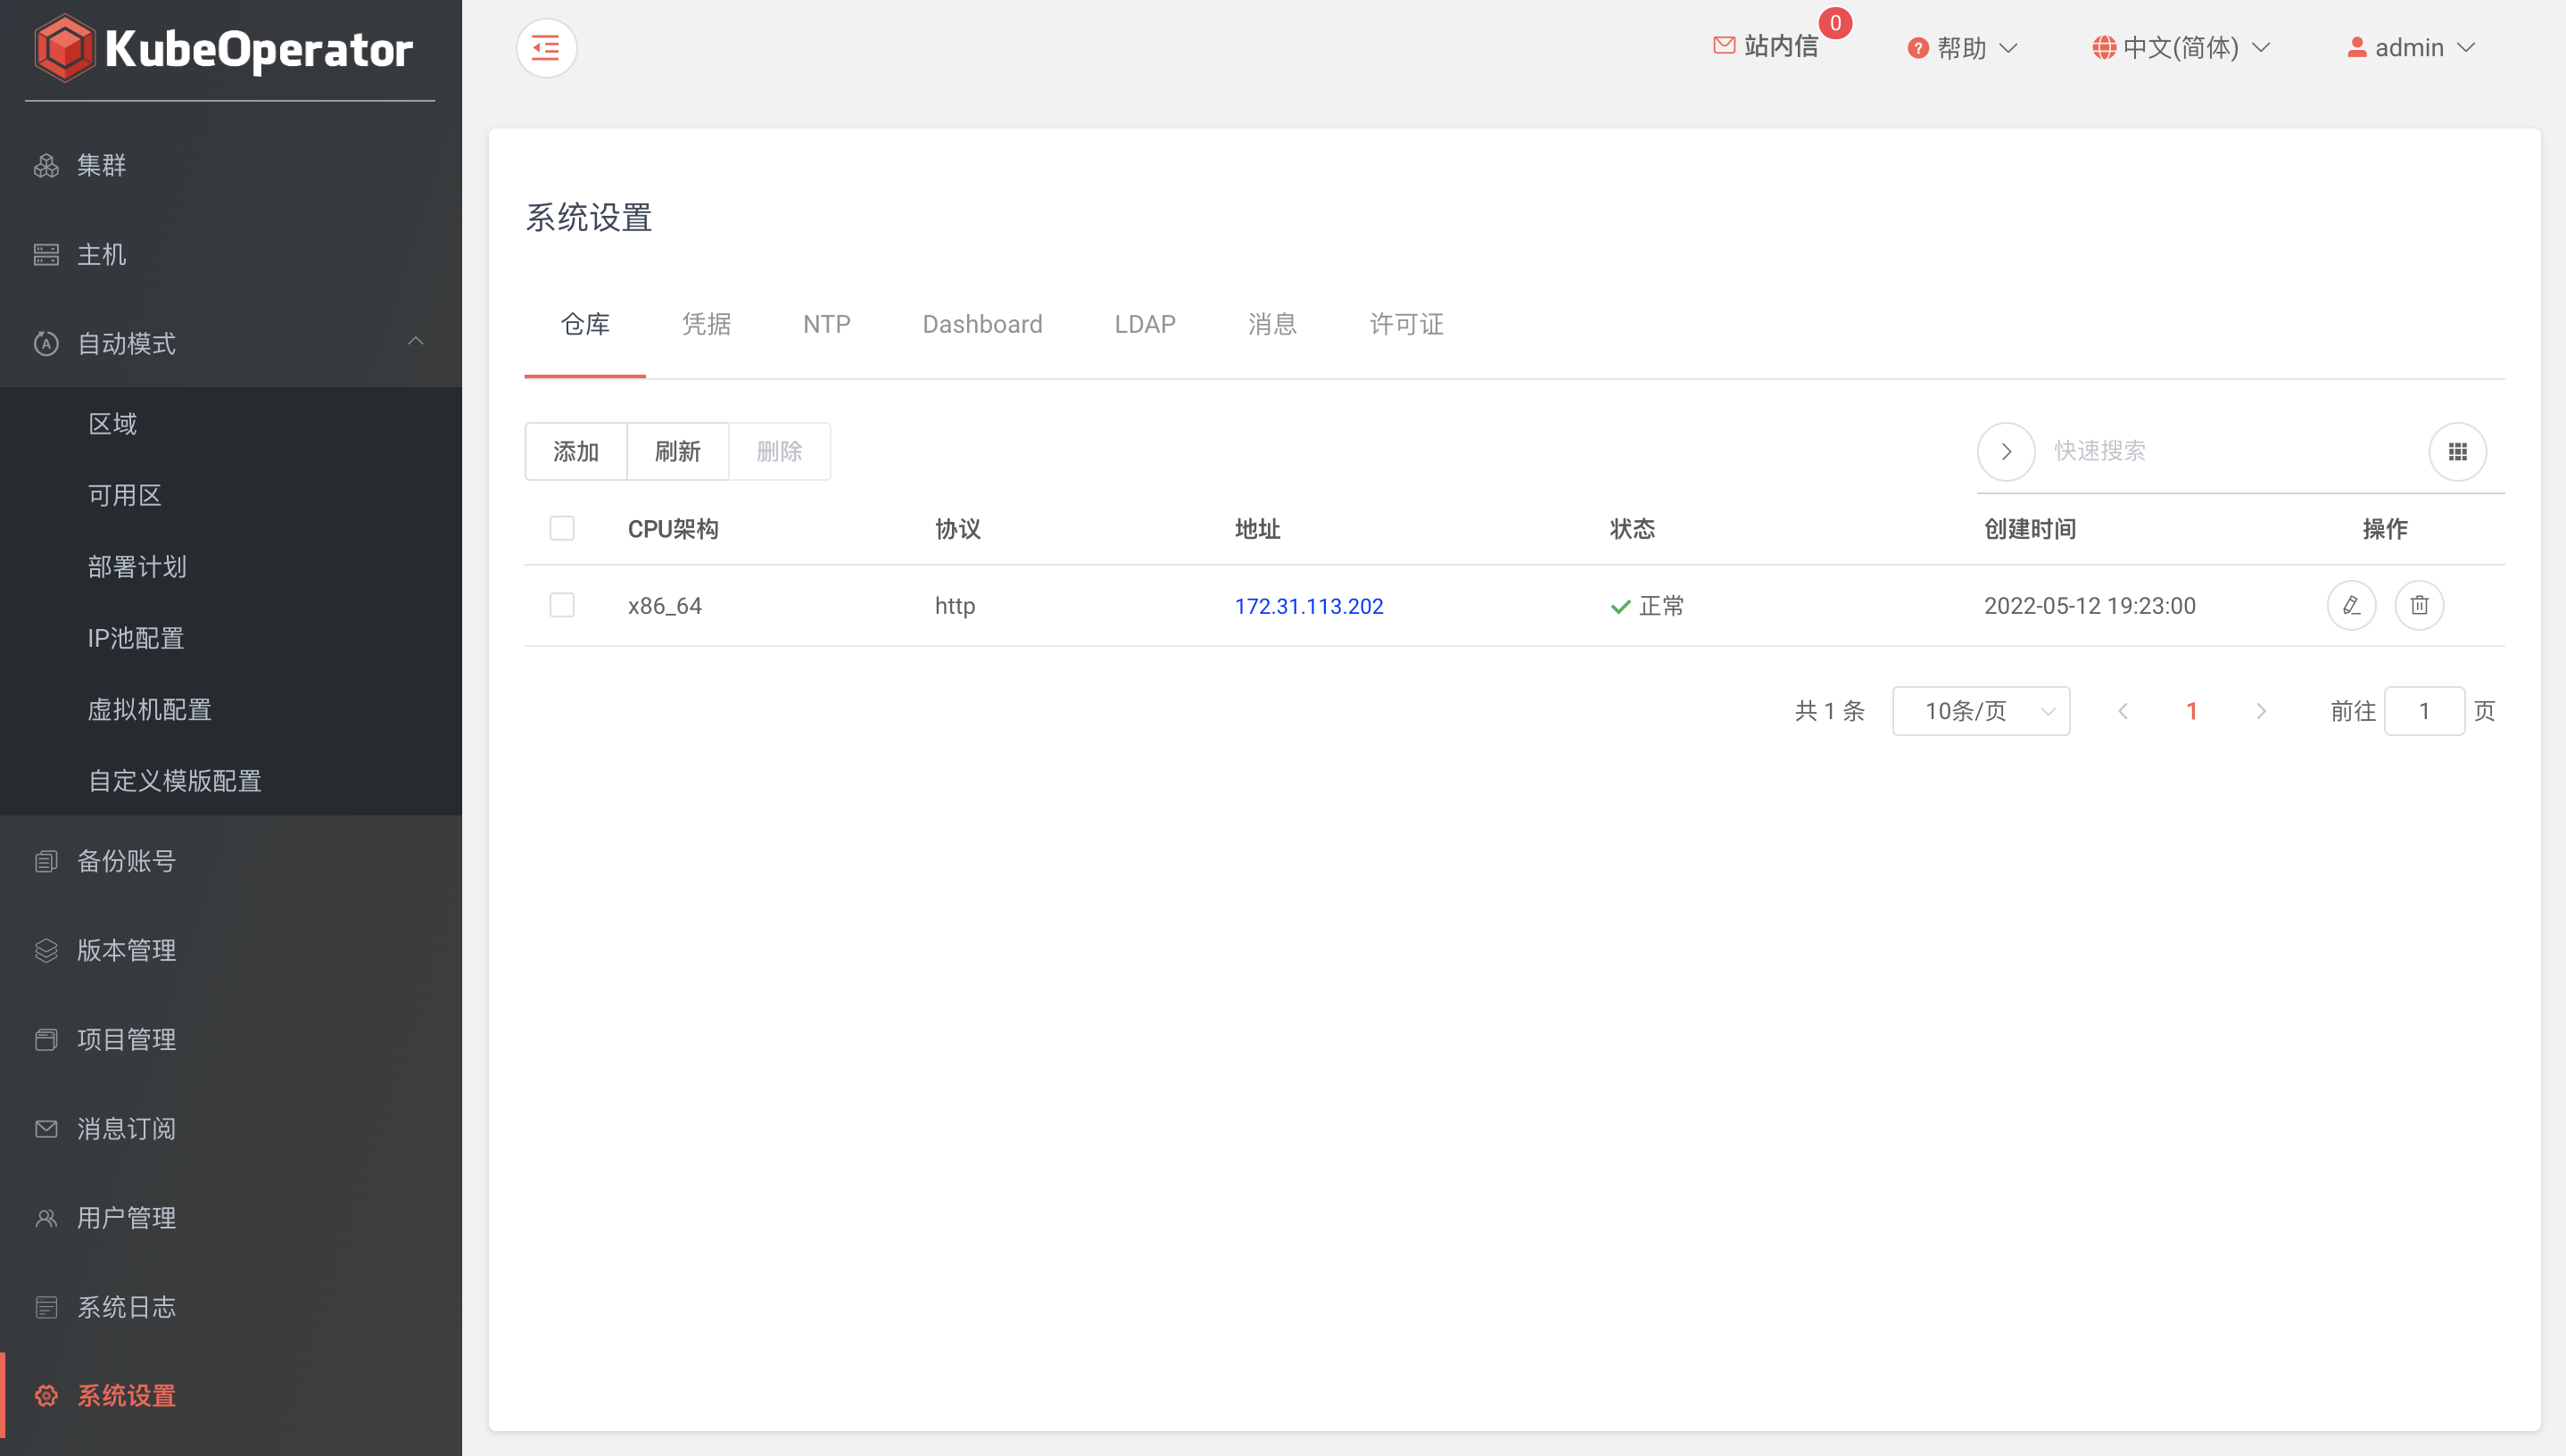 KubeOperator
集群
主机
自动模式
区域
可用区
部署计划
IP池配置
虚拟机配置
自定义模版配置
备份账号
版本管理
项目管理
消息订阅
用户管理
系统日志
系统设置
站内信 0 帮助 中文(简体) admin
系统设置
仓库 凭据 NTP Dashboard LDAP 消息 许可证
添加 刷新 删除 快速搜索
CPU架构 协议 地址 状态 创建时间 操作
x86_64 http 172.31.113.202 正常 2022-05-12 19:23:00
共 1 条 10条/页 1 前往 1 页